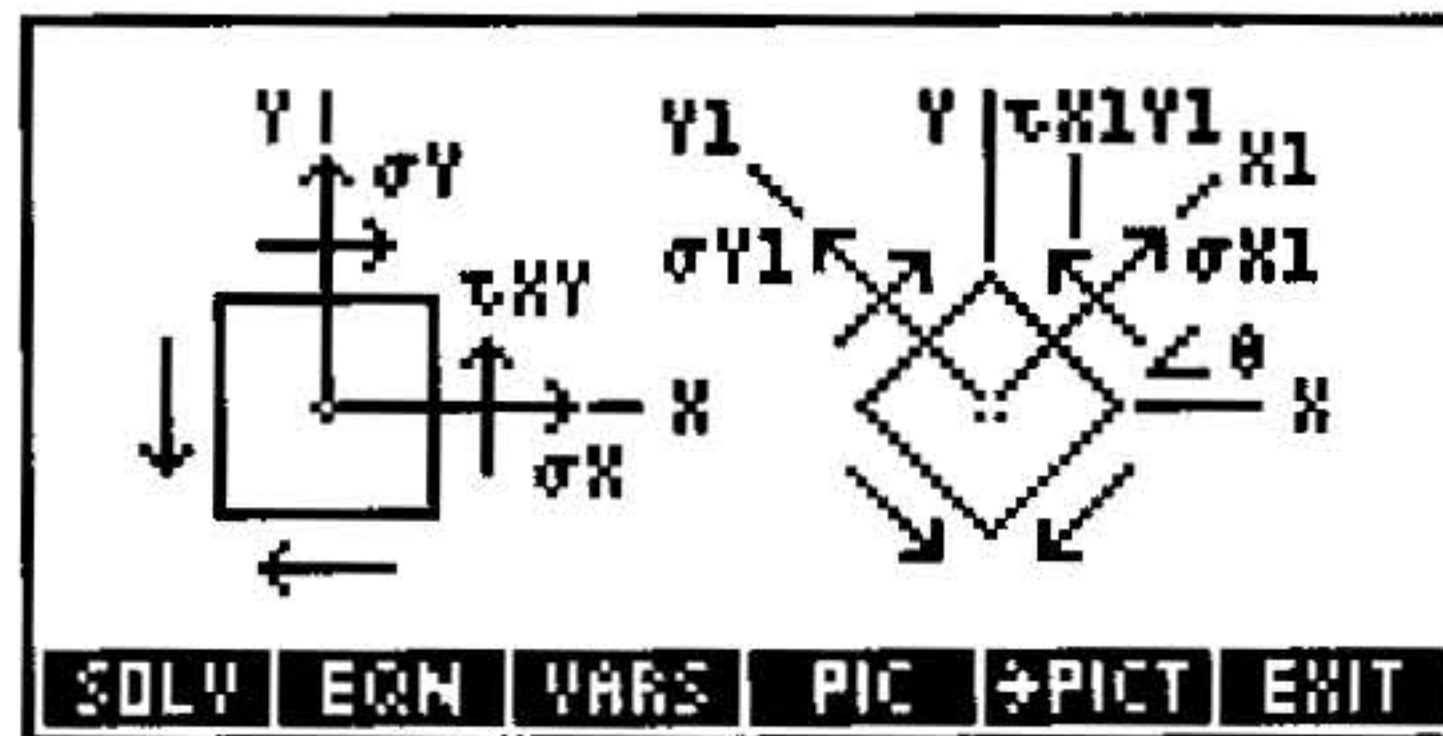 Y σY τXY X σX
Y1 Y τX1Y1 X1
σY1 σX1
θ X
SOLV EQN VARS PIC →PICT EXIT